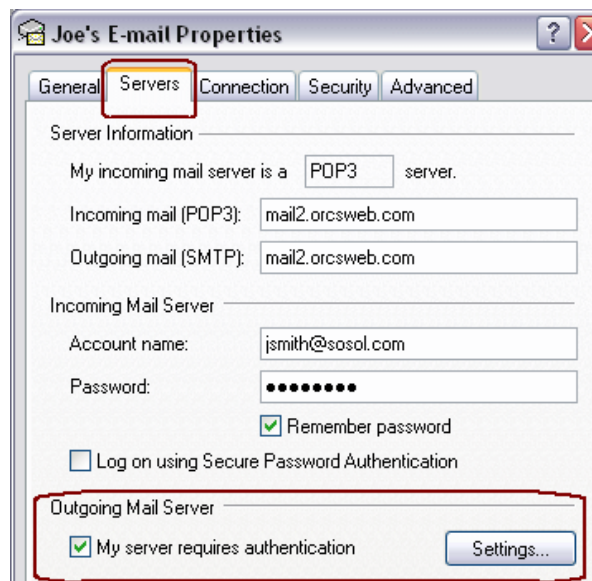 Joe's E-mail Properties
?
General Servers Connection Security Advanced
Server Information
My incoming mail server is a POP3 server.
Incoming mail (POP3): mail2.orcsweb.com
Outgoing mail (SMTP): mail2.orcsweb.com
Incoming Mail Server
Account name: jsmith@sosol.com
Password: ●●●●●●●●
Remember password
Log on using Secure Password Authentication
Outgoing Mail Server
My server requires authentication Settings...